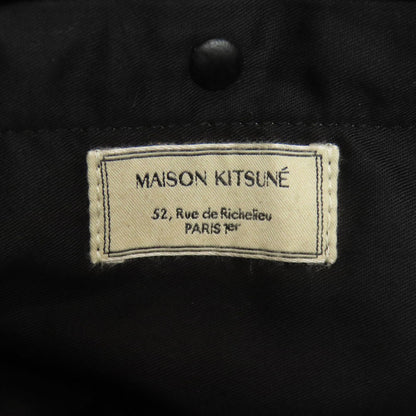 MAISON KITSUNÉ
52, Rue de Richelieu
PARIS 1er